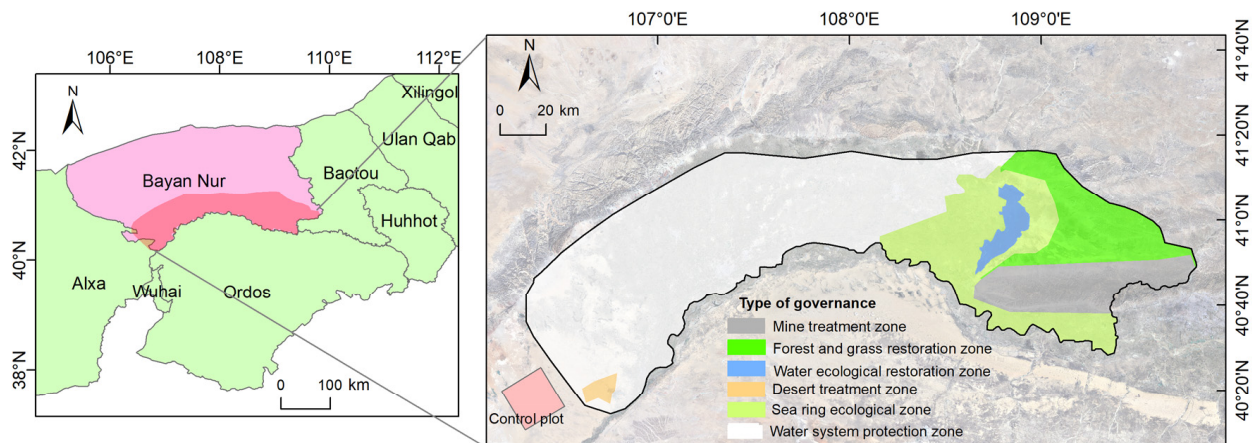 106°E 108°E 110°E 112°E
42°N
40°N
38°N
N
Xilingol
Ulan Qab
Bactou
Bayan Nur
Huhhot
Alxa
Wuhai
Ordos
0 100 km
107°0'E 108°0'E 109°0'E
41°40'N
41°20'N
41°0'N
40°40'N
40°20'N
N
0 20 km
Control plot
Type of governance
Mine treatment zone
Forest and grass restoration zone
Water ecological restoration zone
Desert treatment zone
Sea ring ecological zone
Water system protection zone